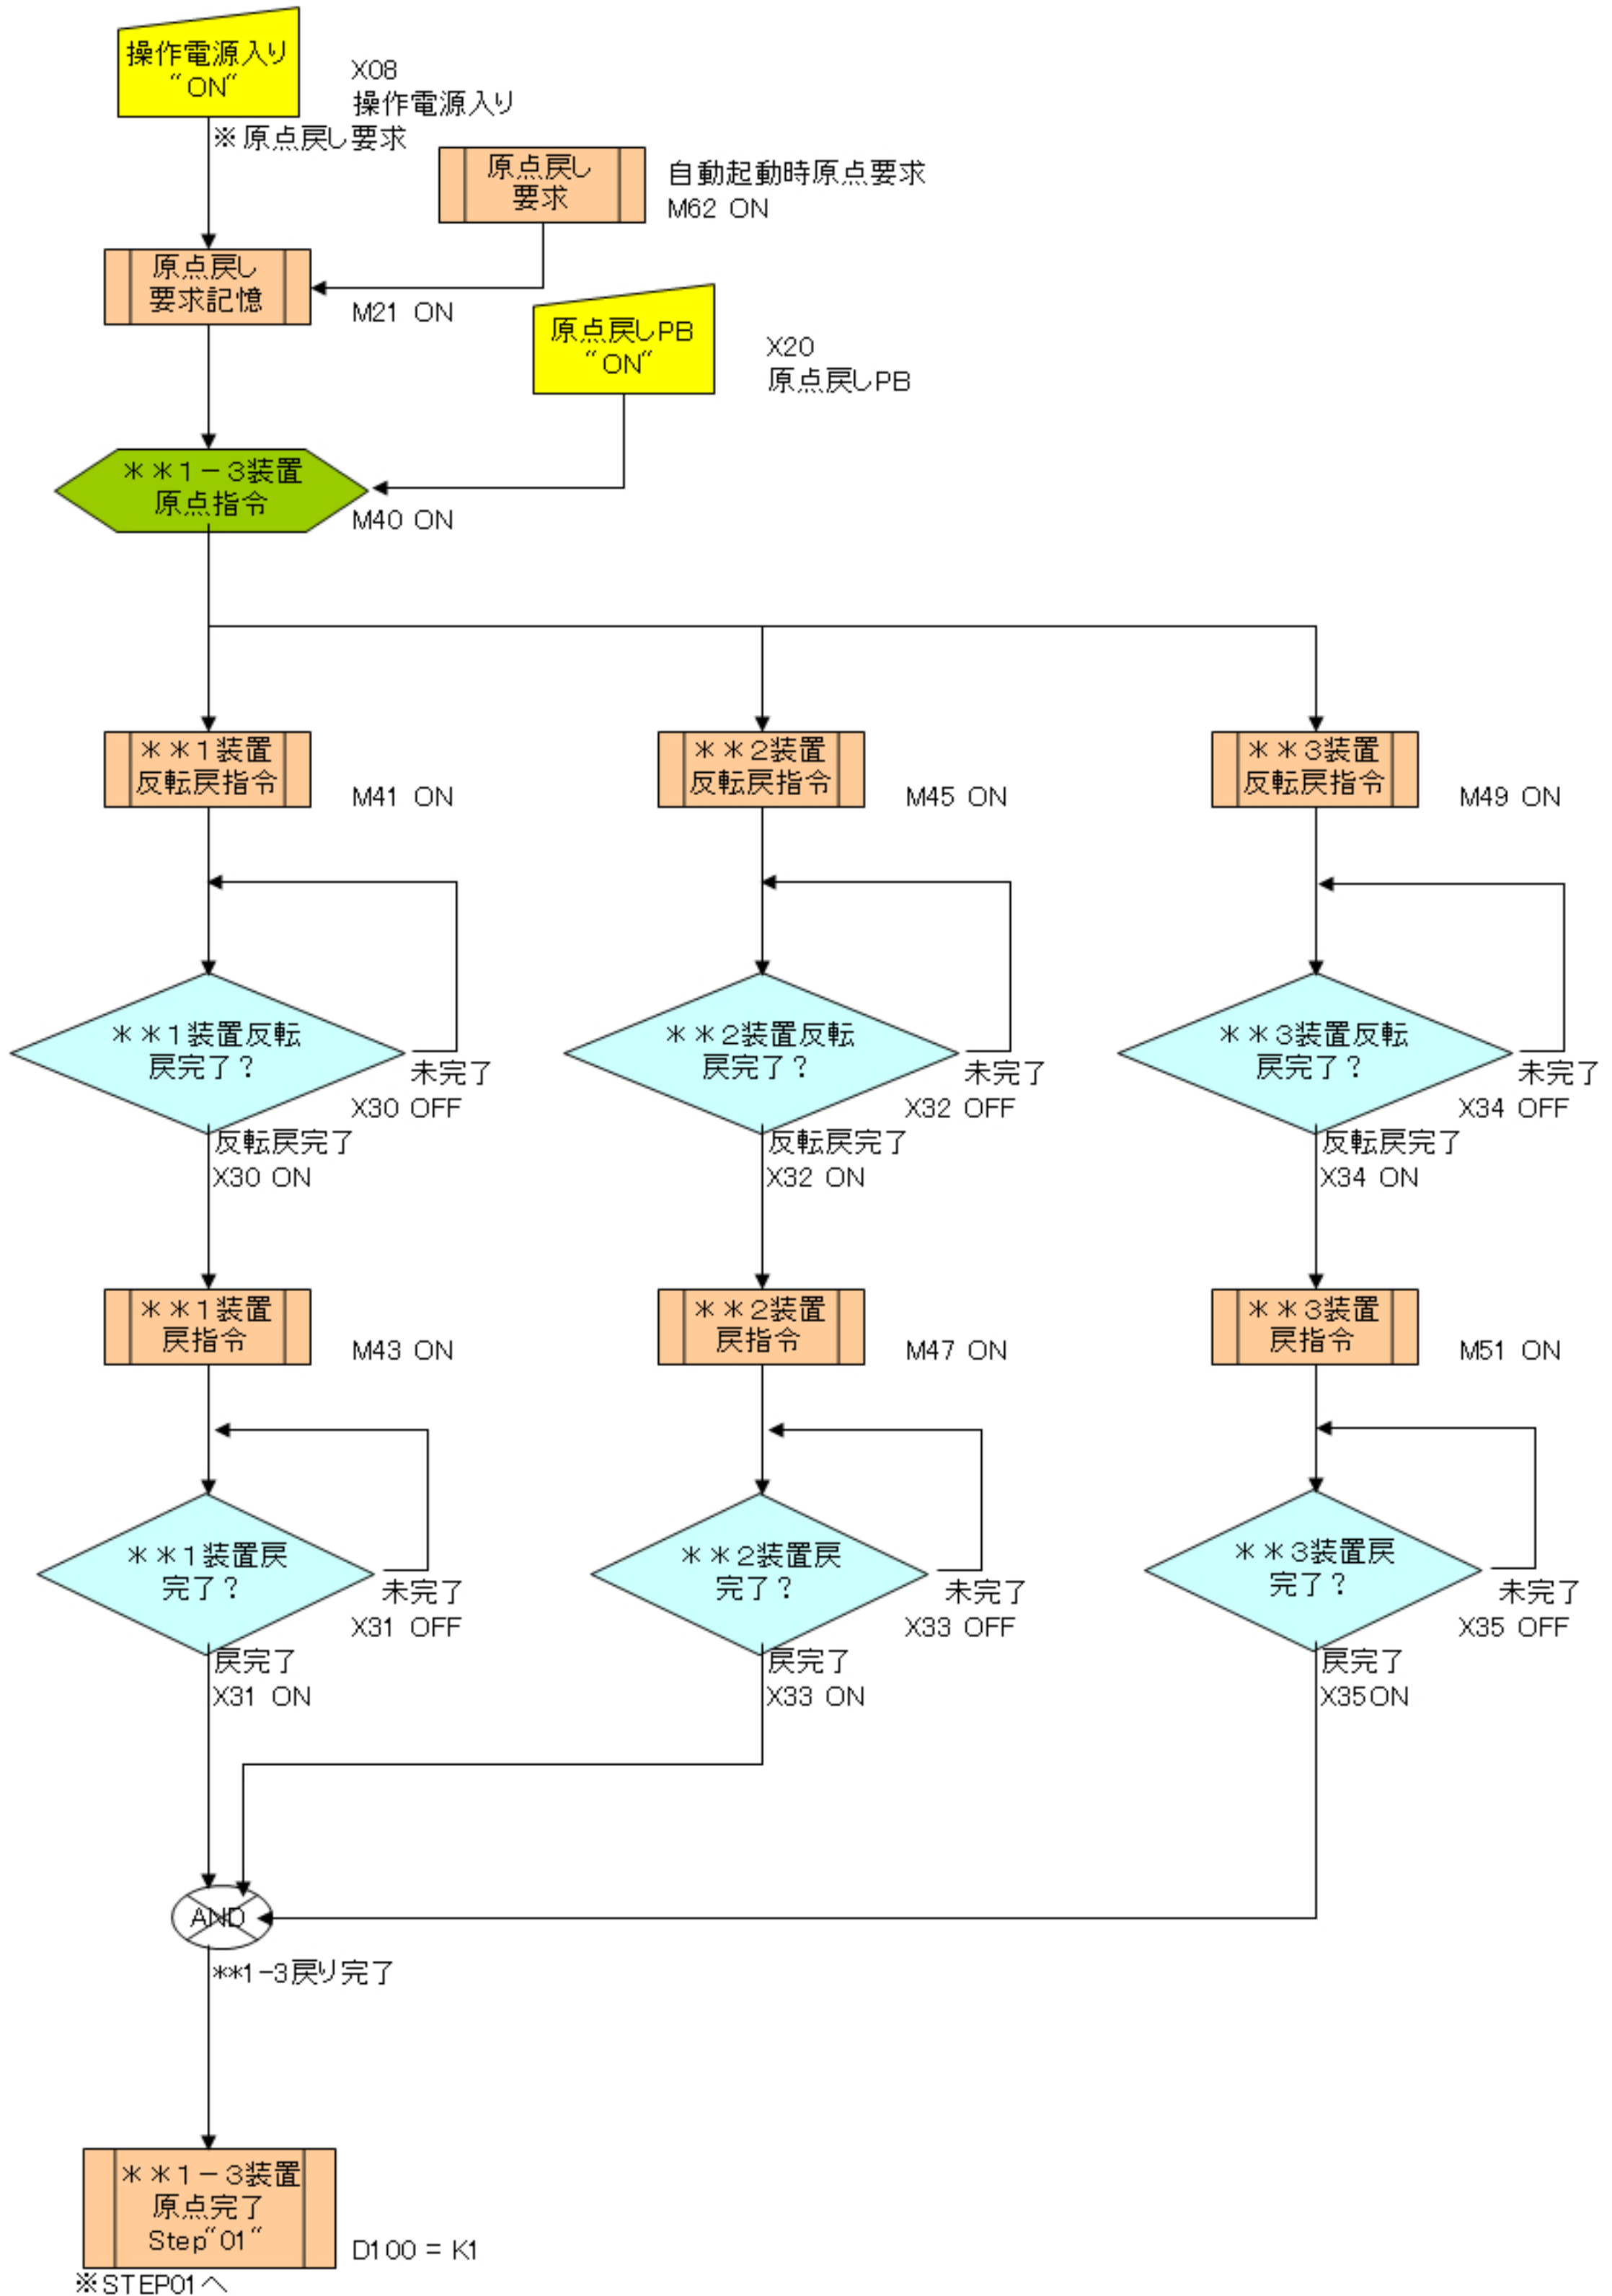 操作電源入り
“ON”
X08
操作電源入り
※原点戻し要求
原点戻し
要求
自動起動時原点要求
M62 ON
原点戻し
要求記憶
M21 ON
原点戻しPB
“ON”
X20
原点戻しPB
＊＊１－３装置
原点指令
M40 ON
＊＊１装置
反転戻指令
M41 ON
＊＊２装置
反転戻指令
M45 ON
＊＊３装置
反転戻指令
M49 ON
＊＊１装置反転
戻完了？
未完了
X30 OFF
反転戻完了
X30 ON
＊＊２装置反転
戻完了？
未完了
X32 OFF
反転戻完了
X32 ON
＊＊３装置反転
戻完了？
未完了
X34 OFF
反転戻完了
X34 ON
＊＊１装置
戻指令
M43 ON
＊＊２装置
戻指令
M47 ON
＊＊３装置
戻指令
M51 ON
＊＊１装置戻
完了？
未完了
X31 OFF
戻完了
X31 ON
＊＊２装置戻
完了？
未完了
X33 OFF
戻完了
X33 ON
＊＊３装置戻
完了？
未完了
X35 OFF
戻完了
X35ON
AND
**1-3戻り完了
＊＊１－３装置
原点完了
Step“01”
D100 = K1
※STEP01へ